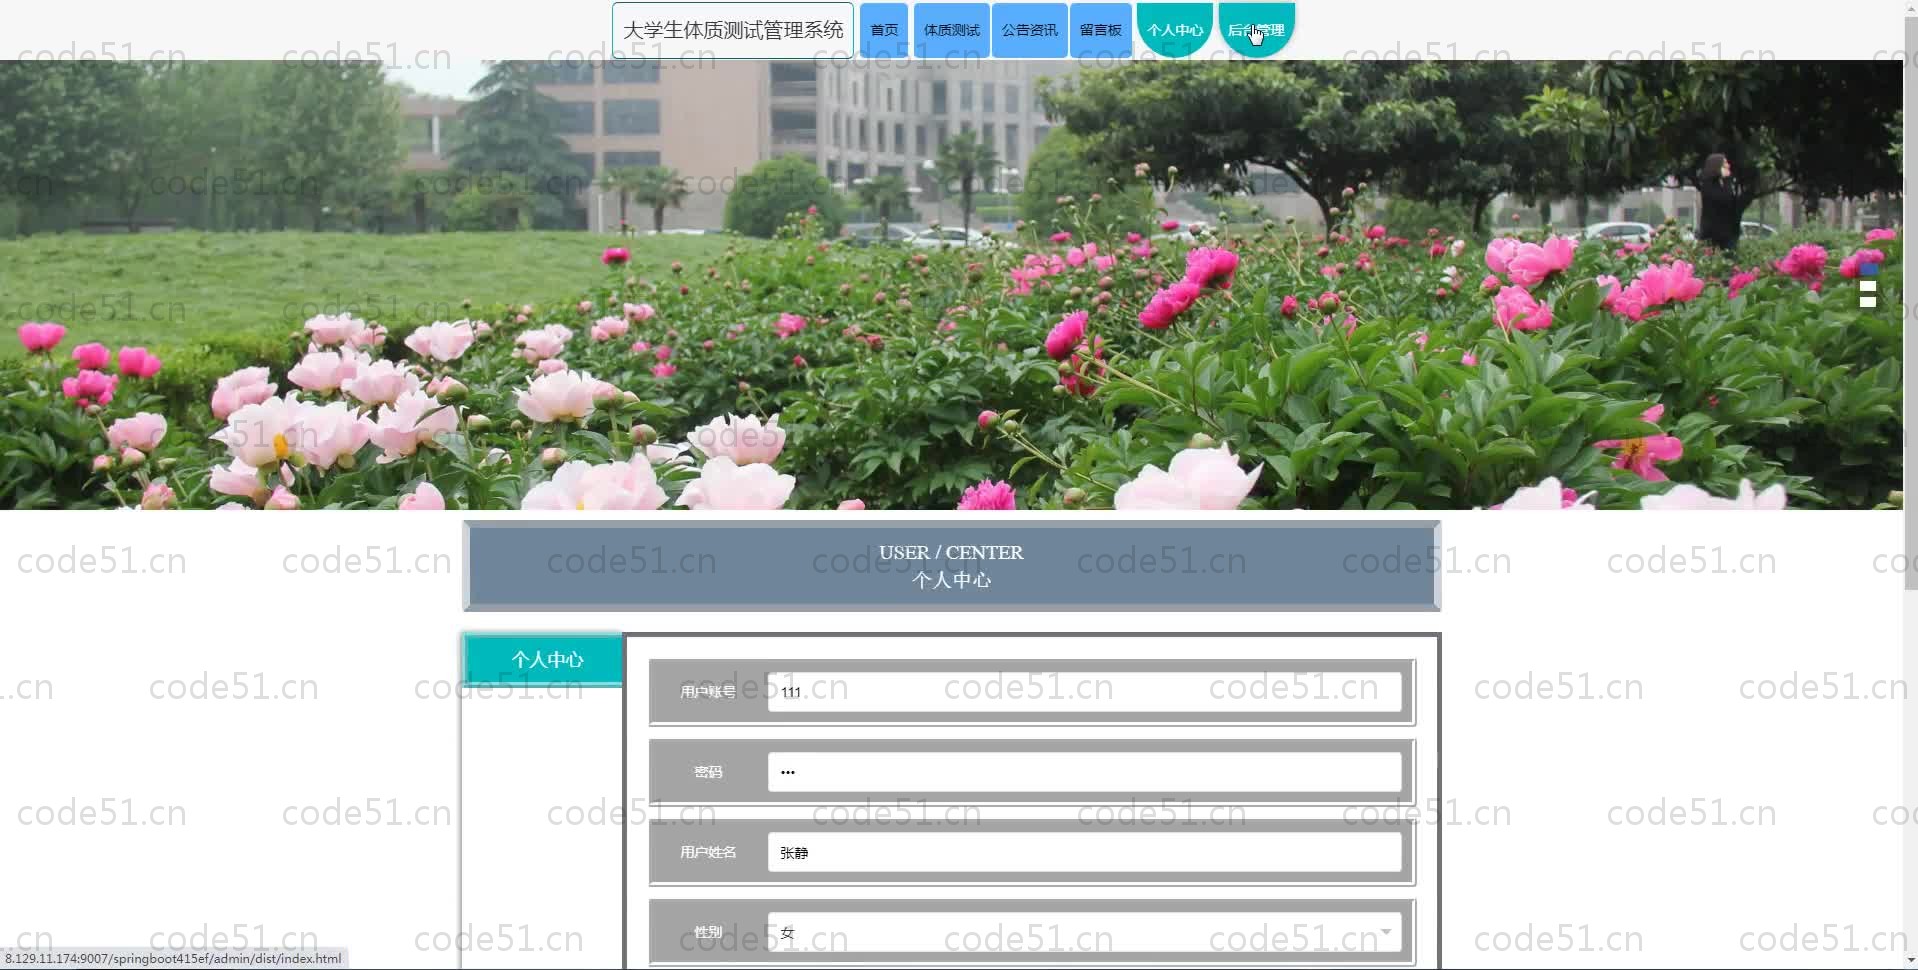 大学生体质测试管理系统
首页
体质测试
公告资讯
留言板
个人中心
后台管理
USER / CENTER
个人中心
个人中心
用户账号
111
密码
•••
用户姓名
张静
性别
女
8.129.11.174:9007/springboot415ef/admin/dist/index.html
code51.cn